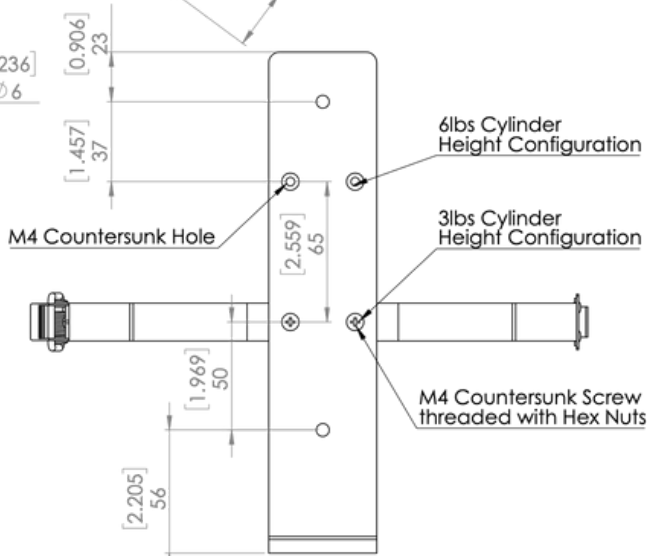 [0.906]
23
236]
Ø 6
[1.457]
37
6lbs Cylinder
Height Configuration
M4 Countersunk Hole
[2.559]
65
3lbs Cylinder
Height Configuration
[1.969]
50
M4 Countersunk Screw
threaded with Hex Nuts
[2.205]
56